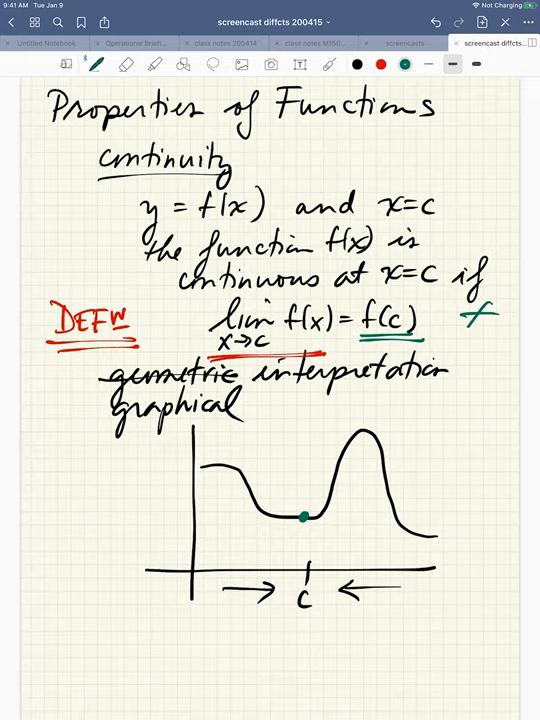 9:41 AM Tue Jan 9
Not Charging
screencast diffcts 200415
Untitled Notebook
Operational Briefi...
class notes 200414
class notes M150...
screencasts
screencast diffcts...
Properties of Functions
continuity
y = f(x) and x=c
the function f(x) is
continuous at x=c if
DEFN lim f(x) = f(c)
x→c
geometric interpretation
graphical
c